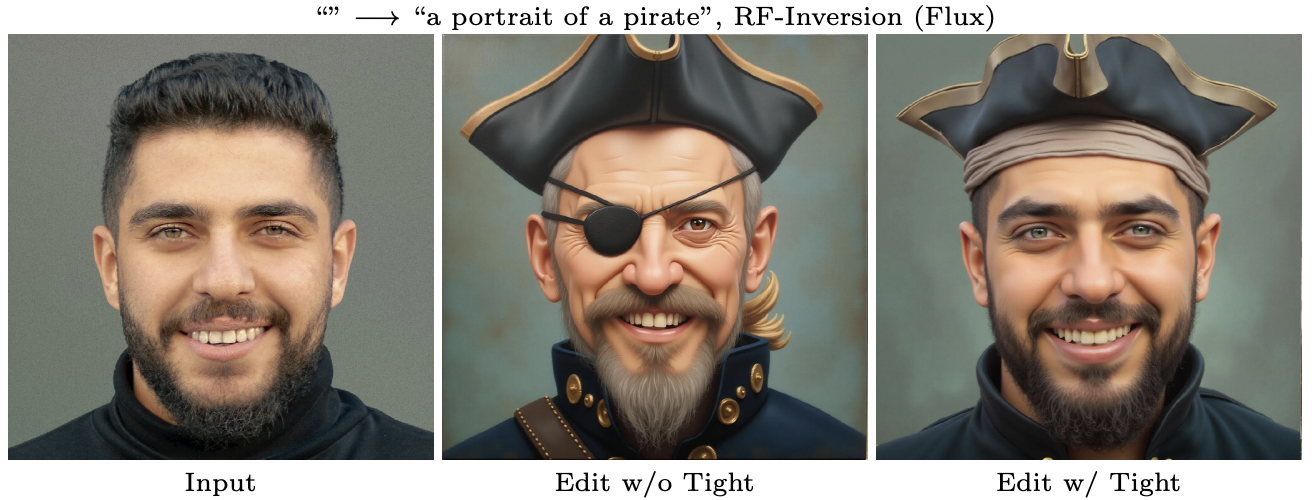 “” ⟶ “a portrait of a pirate”, RF-Inversion (Flux)
Input
Edit w/o Tight
Edit w/ Tight